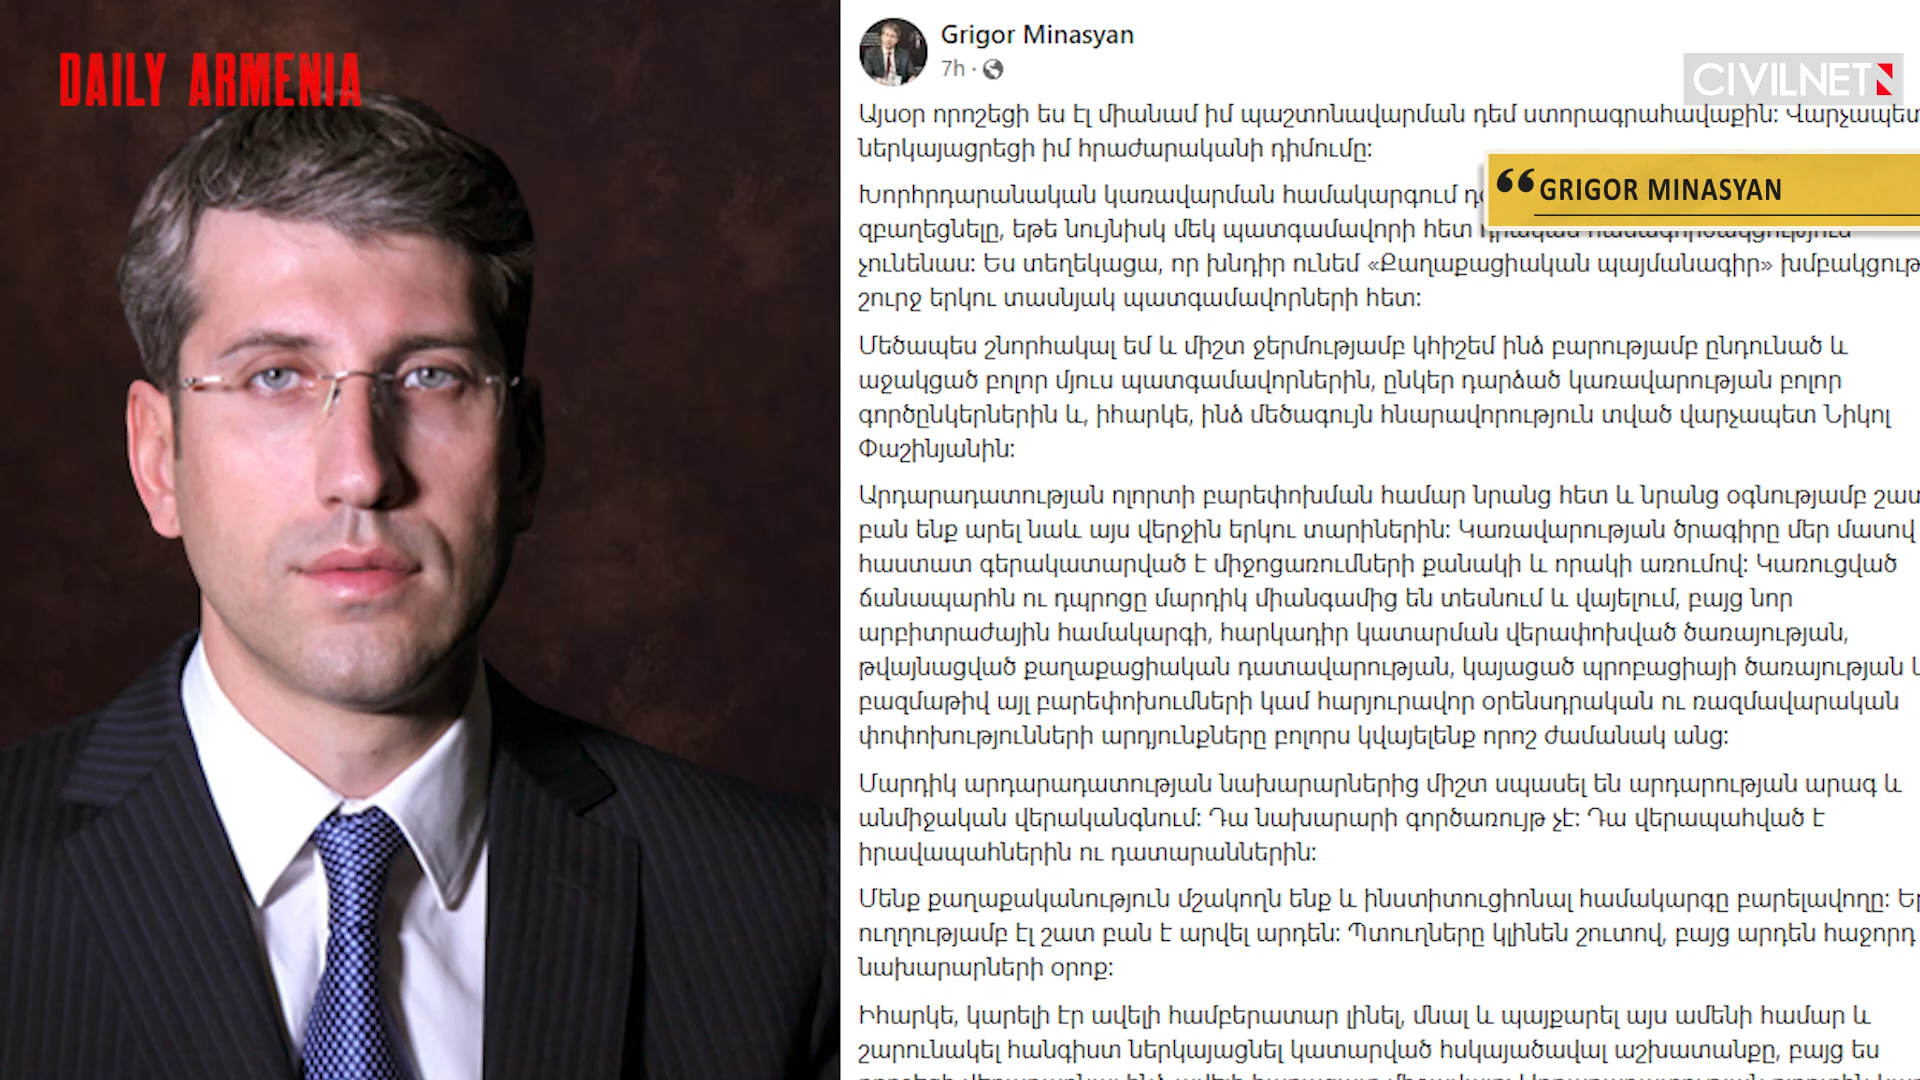 DAILY ARMENIA
CIVILNET
Grigor Minasyan
7h ·
Այսօր որոշեցի ես էլ միանամ իմ պաշտոնավարման դեմ ստորագրահավաքին: Վարչապետ
ներկայացրեցի իմ հրաժարականի դիմումը:
GRIGOR MINASYAN
Խորհրդարանական կառավարման համակարգում
զբաղեցնելը, եթե նույնիսկ մեկ պատգամավորի հետ
չունենաս: Ես տեղեկացա, որ խնդիր ունեմ «Քաղաքացիական պայմանագիր» խմբակցութ
շուրջ երկու տասնյակ պատգամավորների հետ:
Մեծապես շնորհակալ եմ և միշտ ջերմությամբ կհիշեմ ինձ բարությամբ ընդունած և
աջակցած բոլոր մյուս պատգամավորներին, ընկեր դարձած կառավարության բոլոր
գործընկերներին և, իհարկե, ինձ մեծագույն հնարավորություն տված վարչապետ Նիկոլ
Փաշինյանին:
Արդարադատության ոլորտի բարեփոխման համար նրանց հետ և նրանց օգնությամբ շատ
բան ենք արել նաև այս վերջին երկու տարիներին: Կառավարության ծրագիրը մեր մասով
հաստատ գերակատարված է միջոցառումների քանակի և որակի առումով: Կառուցված
ճանապարհն ու դպրոցը մարդիկ միանգամից են տեսնում և վայելում, բայց նոր
արբիտրաժային համակարգի, հարկադիր կատարման վերափոխված ծառայության,
թվայնացված քաղաքացիական դատավարության, կայացած պրոբացիայի ծառայության և
բազմաթիվ այլ բարեփոխումների կամ հարյուրավոր օրենսդրական ու ռազմավարական
փոփոխությունների արդյունքները բոլորս կվայելենք որոշ ժամանակ անց:
Մարդիկ արդարադատության նախարարներից միշտ սպասել են արդարության արագ և
անմիջական վերականգնում: Դա նախարարի գործառույթ չէ: Դա վերապահված է
իրավապահներին ու դատարաններին:
Մենք քաղաքականություն մշակողն ենք և ինստիտուցիոնալ համակարգը բարելավողը: Եր
ուղղությամբ էլ շատ բան է արվել արդեն: Պտուղները կլինեն շուտով, բայց արդեն հաջորդ
նախարարների օրոք:
Իհարկե, կարելի էր ավելի համբերատար լինել, մնալ և պայքարել այս ամենի համար և
շարունակել հանգիստ ներկայացնել կատարված հսկայածավալ աշխատանքը, բայց ես